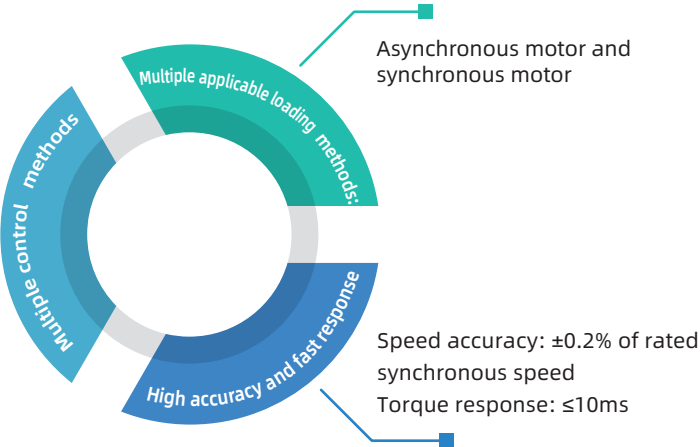 Multiple applicable loading methods:
Asynchronous motor and
synchronous motor
Multiple control methods
High accuracy and fast response
Speed accuracy: ±0.2% of rated
synchronous speed
Torque response: ≤10ms